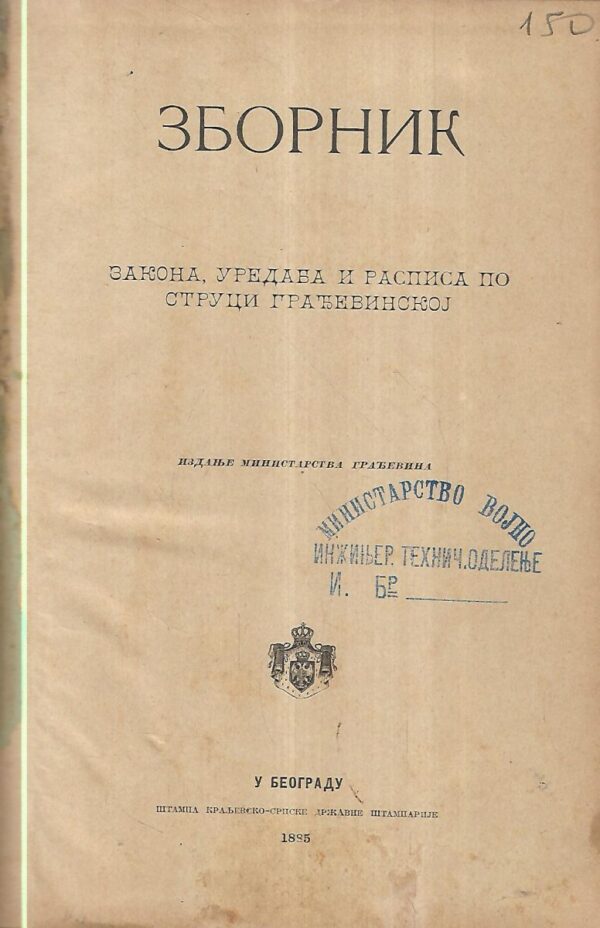 150
ЗБОРНИК
ЗАКОНА, УРЕДАБА И РАСПИСА ПО
СТРУЦИ ГРАЂЕВИНСКОЈ
ИЗДАЊЕ МИНИСТАРСТВА ГРАЂЕВИНА
МИНИСТАРСТВО ВОЈНО
ИНЖИЊЕР. ТЕХНИЧ. ОДЕЛЕЊЕ
И. БР
У БЕОГРАДУ
ШТАМПА КРАЉЕВСКО-СРПСКЕ ДРЖАВНЕ ШТАМПАРИЈЕ
1885